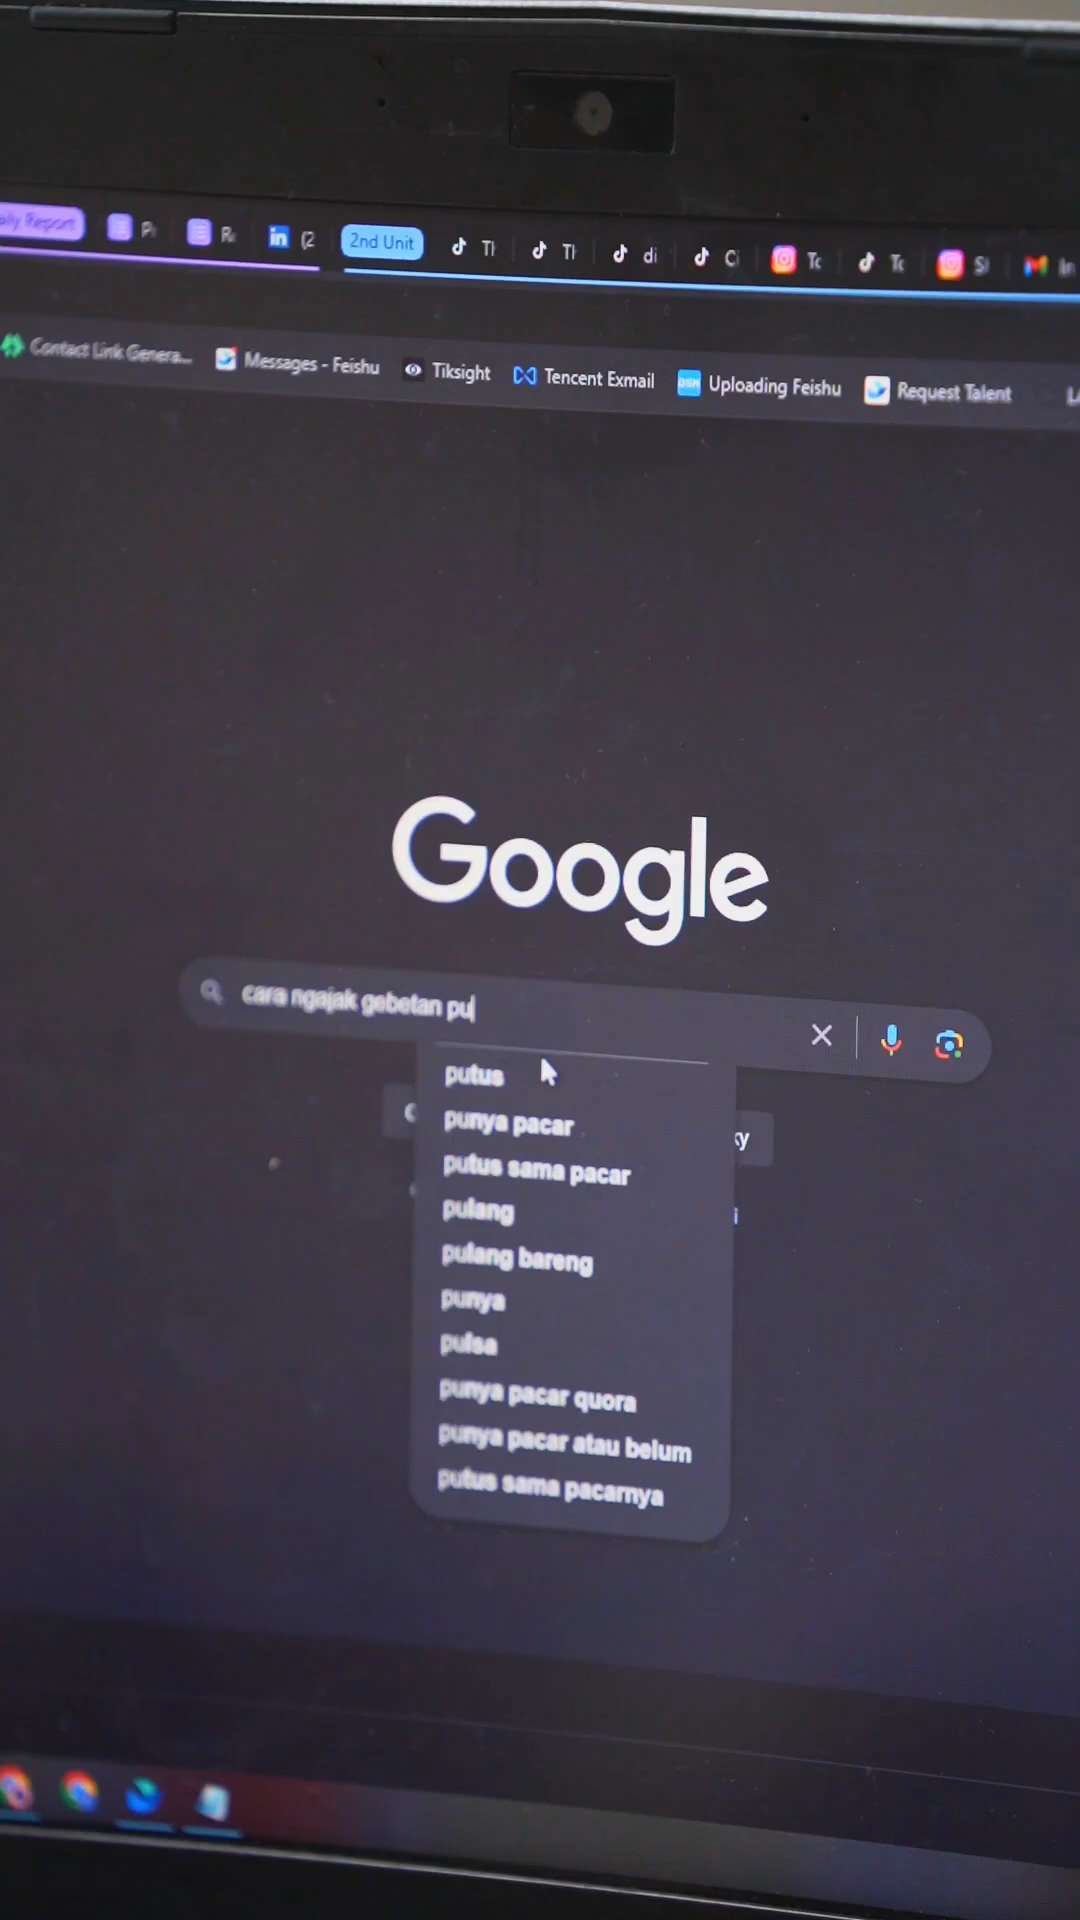 aily Report
2nd Unit
di
Contact Link Genera...
Messages - Feishu
Tiksight
Tencent Exmail
Uploading Feishu
Request Talent
Google
cara ngajak gebetan pu
putus
punya pacar
putus sama pacar
pulang
pulang bareng
punya
pulsa
punya pacar quora
punya pacar atau belum
putus sama pacarnya